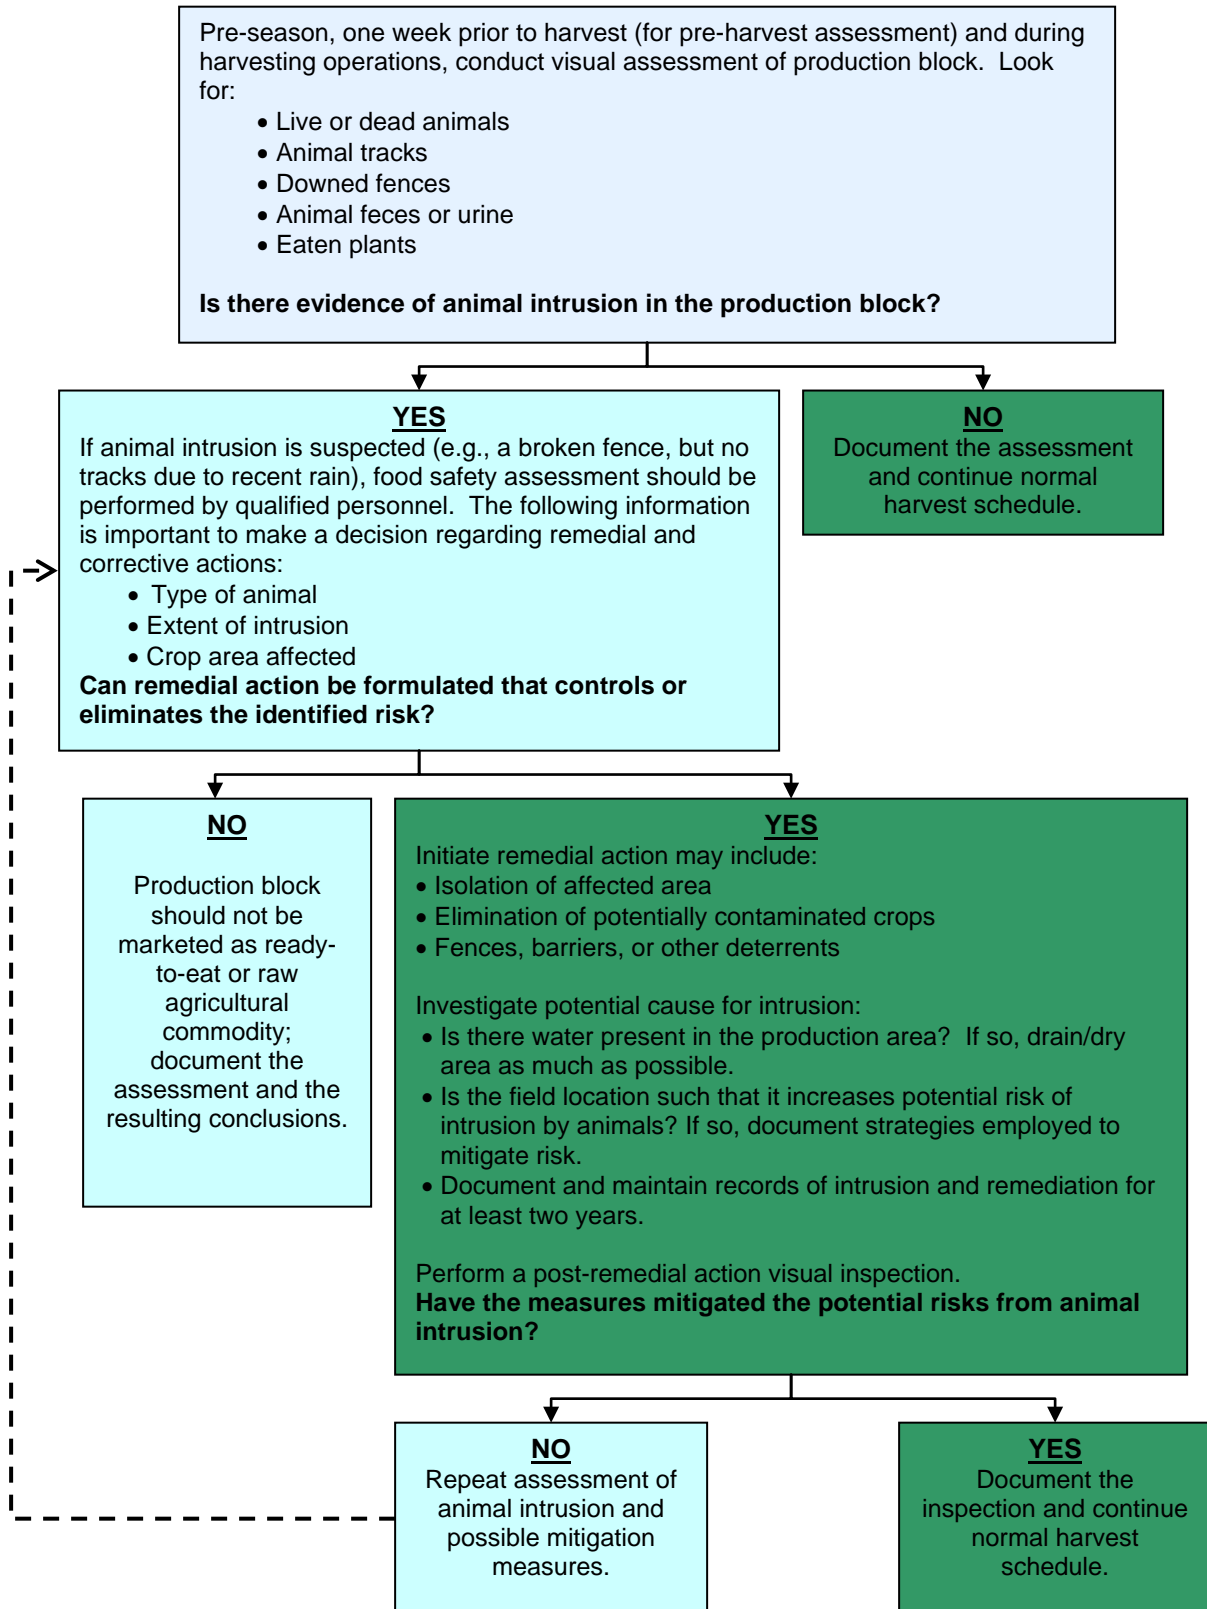 Pre-season, one week prior to harvest (for pre-harvest assessment) and during
harvesting operations, conduct visual assessment of production block.  Look
for:
• Live or dead animals
• Animal tracks
• Downed fences
• Animal feces or urine
• Eaten plants
Is there evidence of animal intrusion in the production block?
YES
If animal intrusion is suspected (e.g., a broken fence, but no
tracks due to recent rain), food safety assessment should be
performed by qualified personnel.  The following information
is important to make a decision regarding remedial and
corrective actions:
• Type of animal
• Extent of intrusion
• Crop area affected
Can remedial action be formulated that controls or
eliminates the identified risk?
NO
Document the assessment
and continue normal
harvest schedule.
NO
Production block
should not be
marketed as ready-
to-eat or raw
agricultural
commodity;
document the
assessment and the
resulting conclusions.
YES
Initiate remedial action may include:
• Isolation of affected area
• Elimination of potentially contaminated crops
• Fences, barriers, or other deterrents
Investigate potential cause for intrusion:
• Is there water present in the production area?  If so, drain/dry
area as much as possible.
• Is the field location such that it increases potential risk of
intrusion by animals? If so, document strategies employed to
mitigate risk.
• Document and maintain records of intrusion and remediation for
at least two years.
Perform a post-remedial action visual inspection.
Have the measures mitigated the potential risks from animal
intrusion?
NO
Repeat assessment of
animal intrusion and
possible mitigation
measures.
YES
Document the
inspection and continue
normal harvest
schedule.